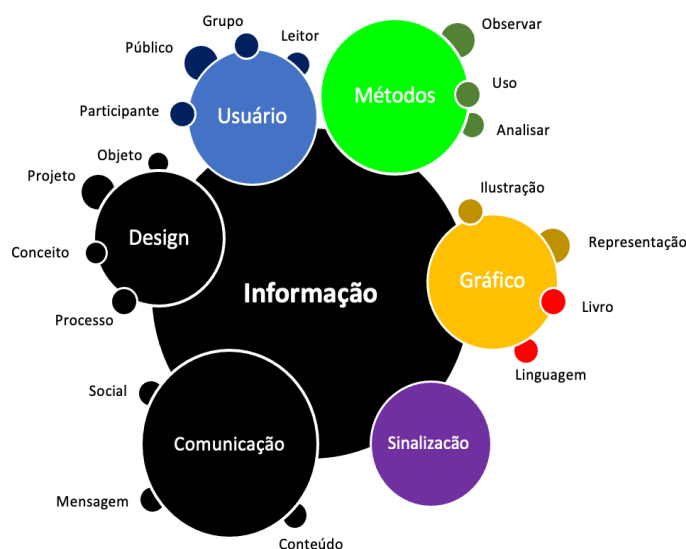 Grupo
Leitor
Público
Participante
Usuário
Observar
Métodos
Uso
Analisar
Objeto
Projeto
Design
Conceito
Processo
Informação
Ilustração
Representação
Gráfico
Livro
Linguagem
Social
Comunicação
Mensagem
Conteúdo
Sinalizacão